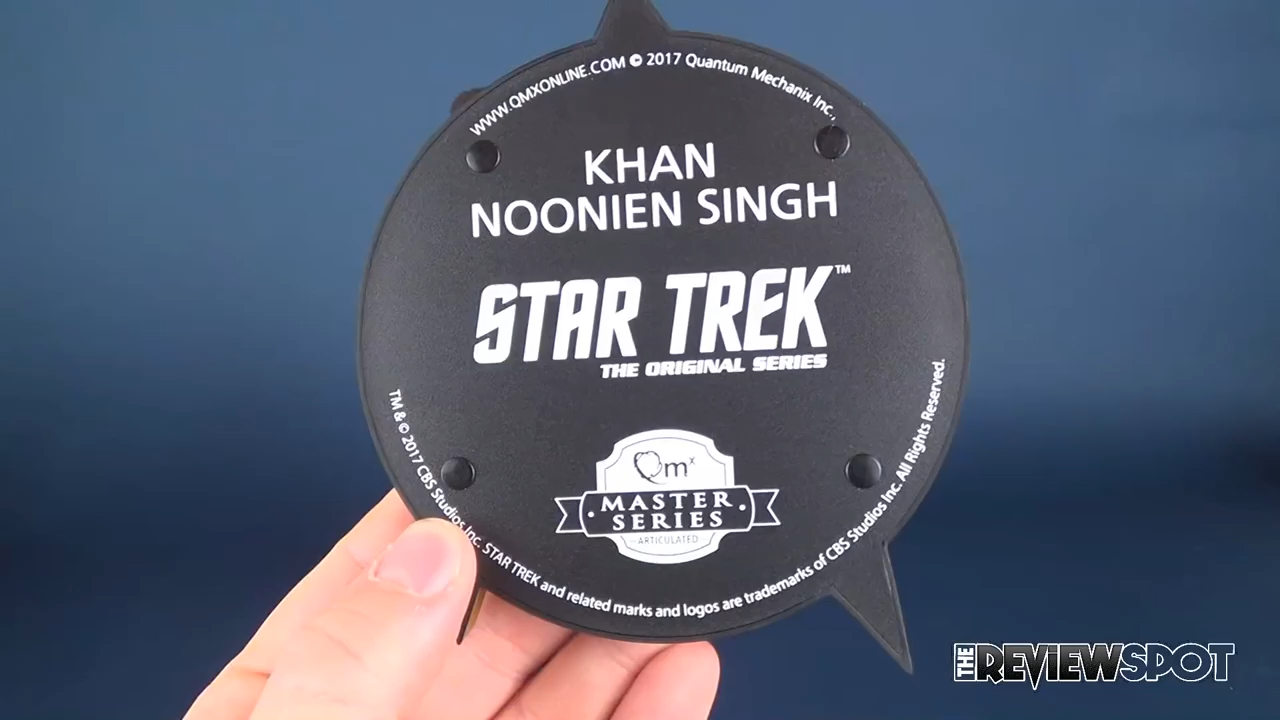 WWW.QMXONLINE.COM © 2017 Quantum Mechanix Inc.,
KHAN
NOONIEN SINGH
STAR TREK™
THE ORIGINAL SERIES
Qmx
MASTER
SERIES
ARTICULATED
TM & © 2017 CBS Studios Inc. STAR TREK and related marks and logos are trademarks of CBS Studios Inc. All Rights Reserved.
THE REVIEWSPOT